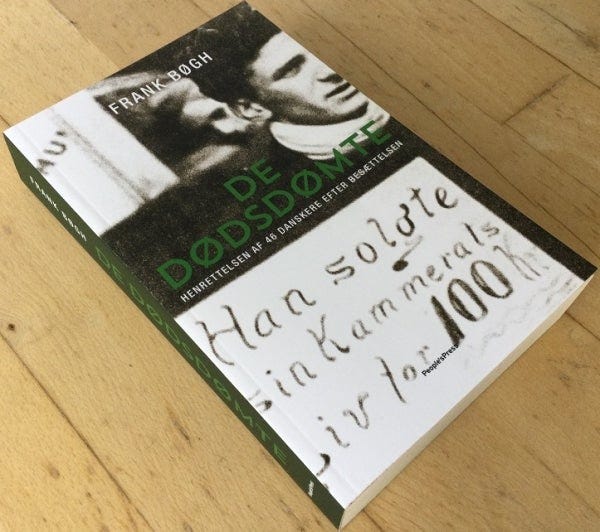 FRANK BØGH
DE
DØDSDØMTE
HENRETTELSEN AF 46 DANSKERE EFTER BESÆTTELSEN
Han solgte
sin Kammerats
Liv for 100 K.
People'sPress
FRANK BØGH
DE DØDSDØMTE